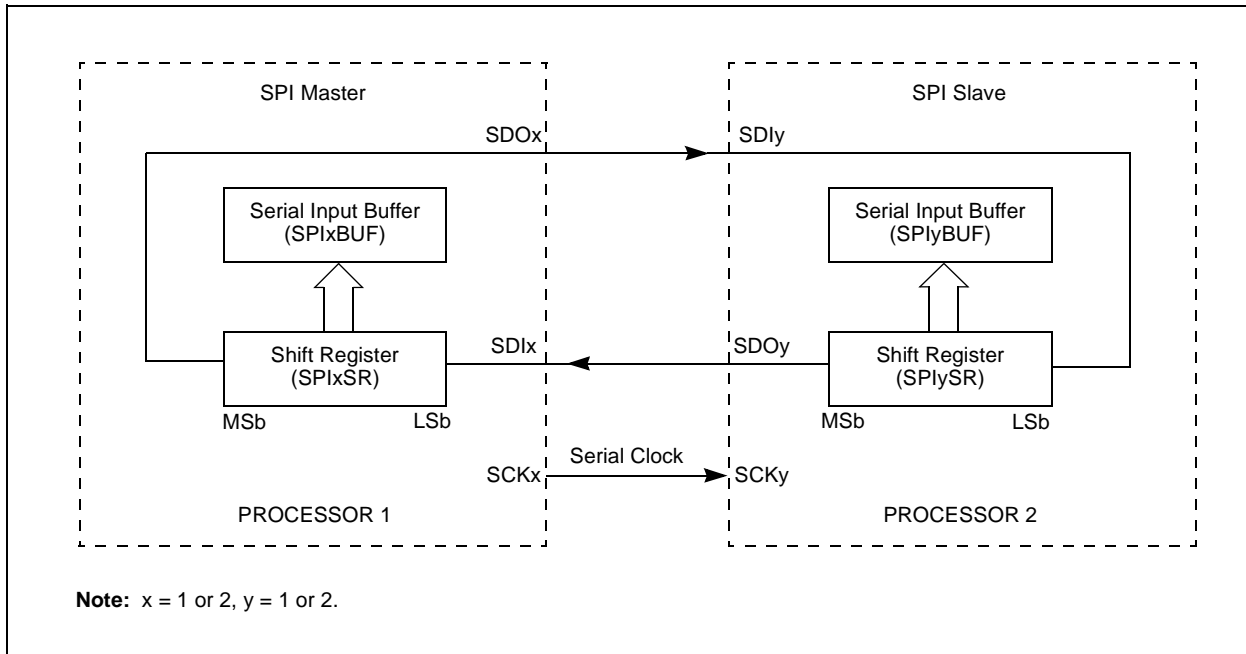 SPI Master
SPI Slave
SDOx
SDIy
Serial Input Buffer
(SPIxBUF)
Serial Input Buffer
(SPIyBUF)
Shift Register
(SPIxSR)
SDIx
SDOy
Shift Register
(SPIySR)
MSb
LSb
MSb
LSb
Serial Clock
SCKx
SCKy
PROCESSOR 1
PROCESSOR 2
Note: x = 1 or 2, y = 1 or 2.